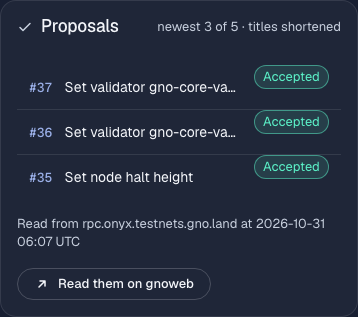 Proposals newest 3 of 5 · titles shortened
#37 Set validator gno-core-va... Accepted
#36 Set validator gno-core-va... Accepted
#35 Set node halt height Accepted
Read from rpc.onyx.testnets.gno.land at 2026-10-31
06:07 UTC
Read them on gnoweb